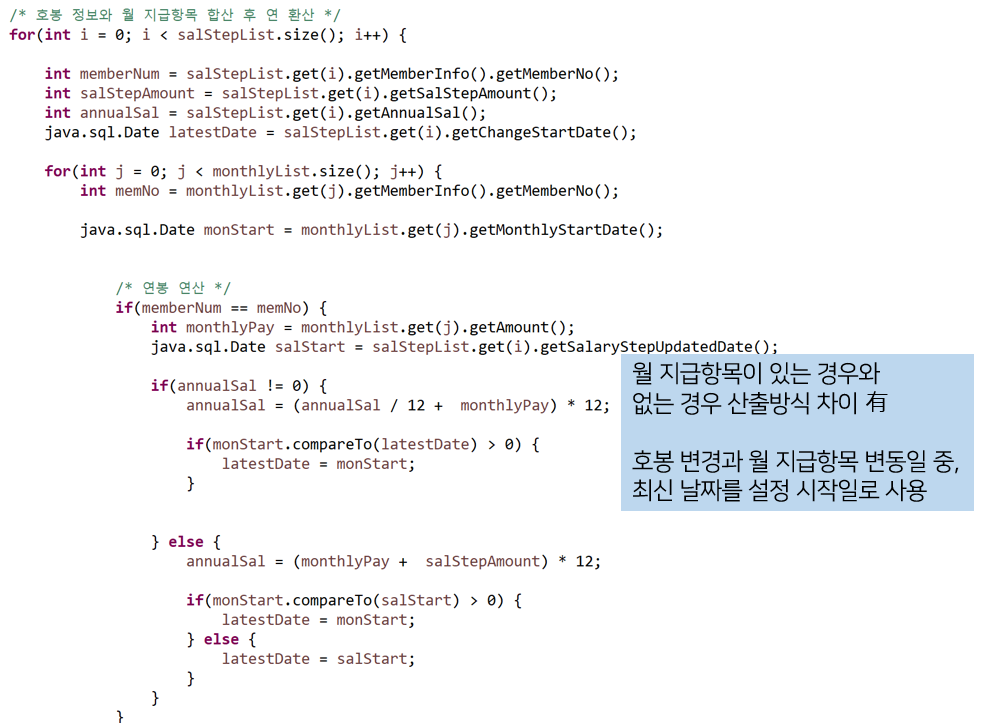 /* 호봉 정보와 월 지급항목 합산 후 연 환산 */
for(int i = 0; i < salStepList.size(); i++) {
int memberNum = salStepList.get(i).getMemberInfo().getMemberNo();
int salStepAmount = salStepList.get(i).getSalStepAmount();
int annualSal = salStepList.get(i).getAnnualSal();
java.sql.Date latestDate = salStepList.get(i).getChangeStartDate();
for(int j = 0; j < monthlyList.size(); j++) {
int memNo = monthlyList.get(j).getMemberInfo().getMemberNo();
java.sql.Date monStart = monthlyList.get(j).getMonthlyStartDate();
/* 연봉 연산 */
if(memberNum == memNo) {
int monthlyPay = monthlyList.get(j).getAmount();
java.sql.Date salStart = salStepList.get(i).getSalaryStepUpdatedDate();
if(annualSal != 0) {
annualSal = (annualSal / 12 +  monthlyPay) * 12;
if(monStart.compareTo(latestDate) > 0) {
latestDate = monStart;
}
} else {
annualSal = (monthlyPay +  salStepAmount) * 12;
if(monStart.compareTo(salStart) > 0) {
latestDate = monStart;
} else {
latestDate = salStart;
}
}
}
월 지급항목이 있는 경우와
없는 경우 산출방식 차이 有
호봉 변경과 월 지급항목 변동일 중,
최신 날짜를 설정 시작일로 사용